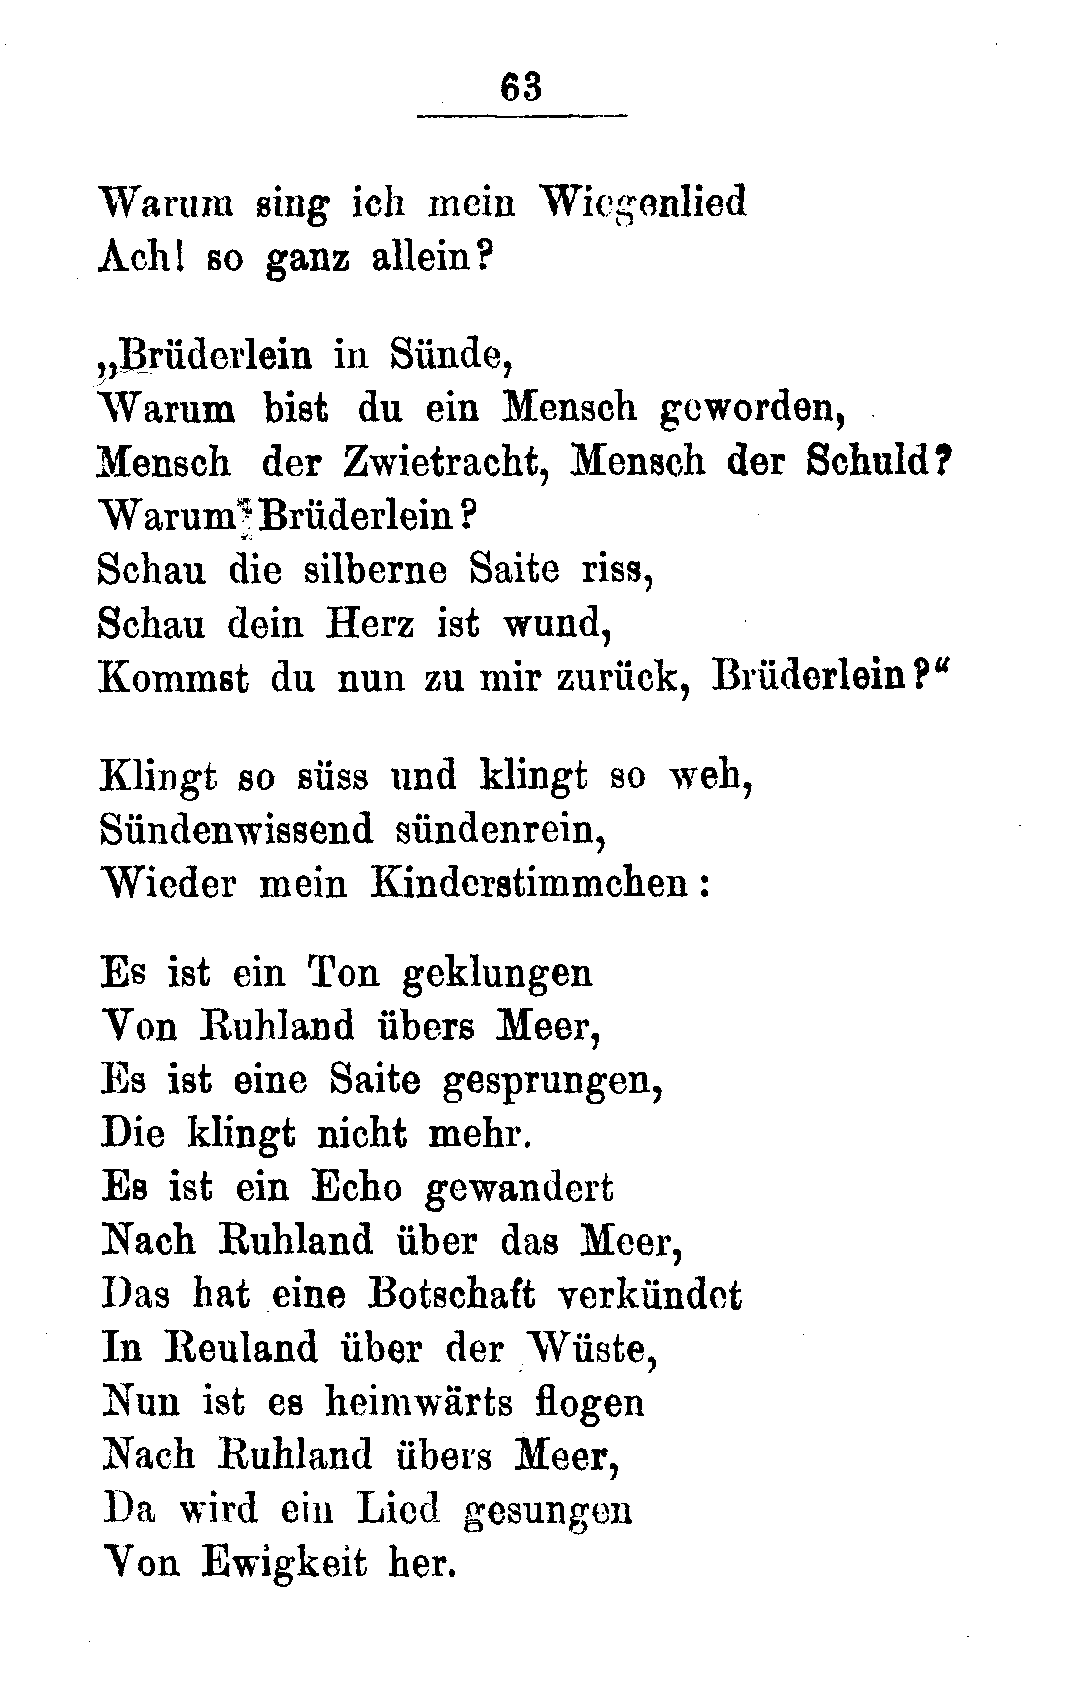 63
Warum sing ich mein Wiegenlied
Ach! so ganz allein?
„Brüderlein in Sünde,
Warum bist du ein Mensch geworden,
Mensch der Zwietracht, Mensch der Schuld?
Warum Brüderlein?
Schau die silberne Saite riss,
Schau dein Herz ist wund,
Kommst du nun zu mir zurück, Brüderlein?“
Klingt so süss und klingt so weh,
Sündenwissend sündenrein,
Wieder mein Kinderstimmchen:
Es ist ein Ton geklungen
Von Ruhland übers Meer,
Es ist eine Saite gesprungen,
Die klingt nicht mehr.
Es ist ein Echo gewandert
Nach Ruhland über das Meer,
Das hat eine Botschaft verkündet
In Reuland über der Wüste,
Nun ist es heimwärts flogen
Nach Ruhland übers Meer,
Da wird ein Lied gesungen
Von Ewigkeit her.